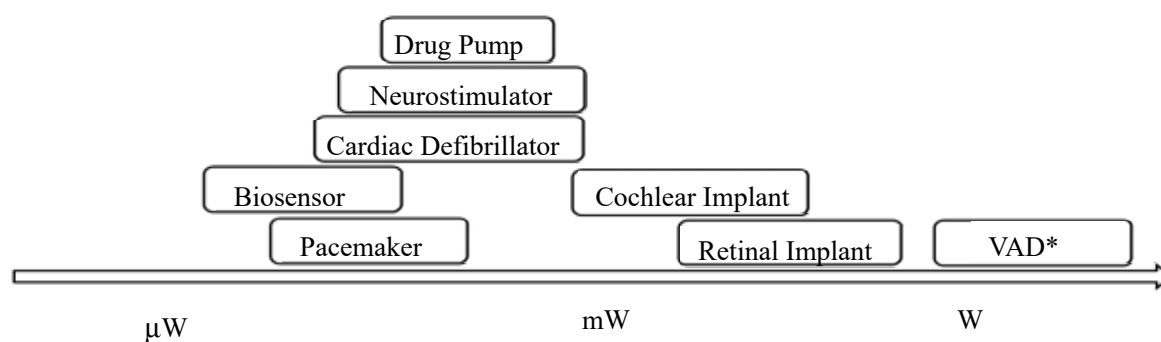 Drug Pump
Neurostimulator
Cardiac Defibrillator
Biosensor
Cochlear Implant
Pacemaker
Retinal Implant
VAD*
µW
mW
W